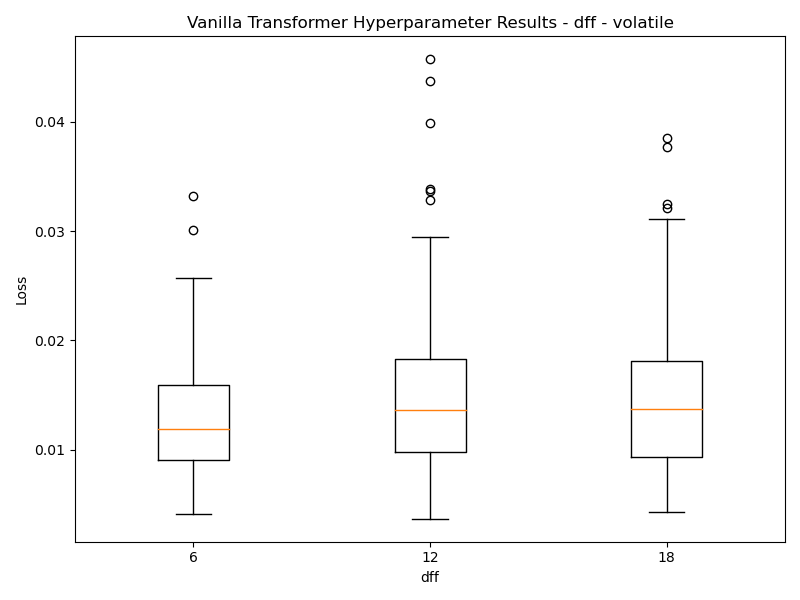 Vanilla Transformer Hyperparameter Results - dff - volatile
0.04
0.03
0.02
0.01
Loss
6
12
18
dff